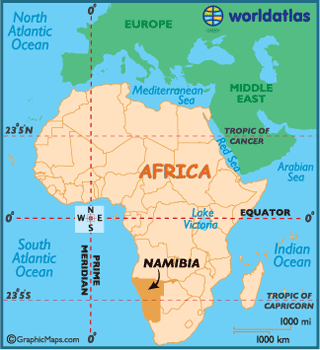 North
Atlantic
Ocean
0°
EUROPE
worldatlas
Mediterranean
Sea
MIDDLE
EAST
23°5'N
TROPIC OF
CANCER
Red Sea
AFRICA
Arabian
Sea
N
W E
S
0°
EQUATOR
0°
Lake
Victoria
South
Atlantic
Ocean
PRIME
MERIDIAN
NAMIBIA
Indian
Ocean
23°5'S
TROPIC OF
CAPRICORN
1000 mi
1000 km
© GraphicMaps.com
0°